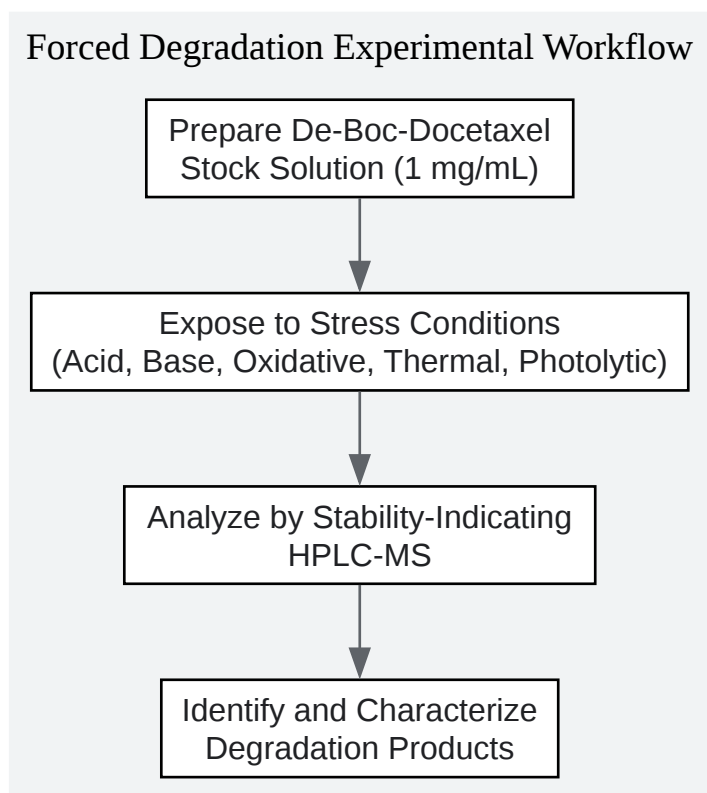 Forced Degradation Experimental Workflow
Prepare De-Boc-Docetaxel
Stock Solution (1 mg/mL)
Expose to Stress Conditions
(Acid, Base, Oxidative, Thermal, Photolytic)
Analyze by Stability-Indicating
HPLC-MS
Identify and Characterize
Degradation Products